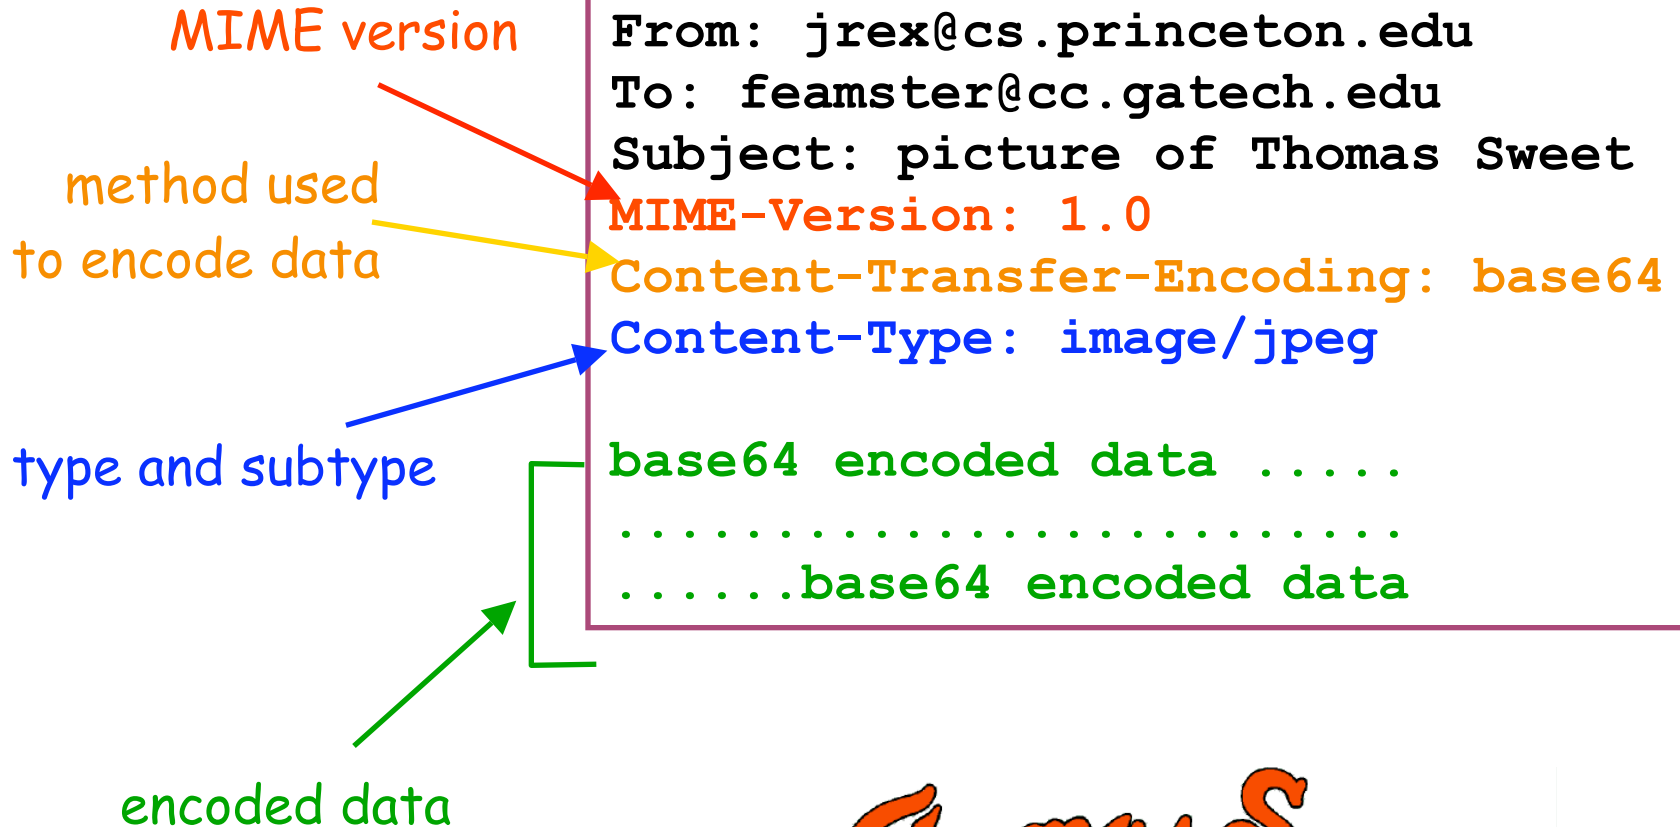 MIME version
method used
to encode data
type and subtype
encoded data
From: jrex@cs.princeton.edu
To: feamster@cc.gatech.edu
Subject: picture of Thomas Sweet
MIME-Version: 1.0
Content-Transfer-Encoding: base64
Content-Type: image/jpeg
base64 encoded data .....
.........................
......base64 encoded data